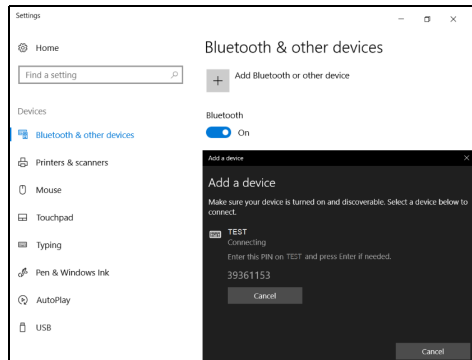 Settings
Home
Find a setting
Devices
Bluetooth & other devices
Printers & scanners
Mouse
Touchpad
Typing
Pen & Windows Ink
AutoPlay
USB
Bluetooth & other devices
Add Bluetooth or other device
Bluetooth
On
Add a device
Add a device
Make sure your device is turned on and discoverable. Select a device below to
connect.
TEST
Connecting
Enter this PIN on TEST and press Enter if needed.
39361153
Cancel
Cancel